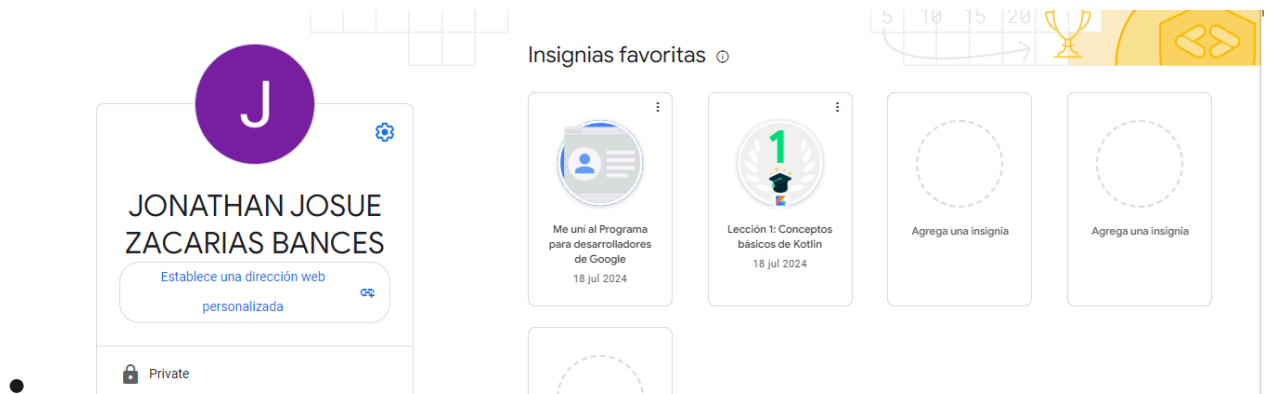 5 10 15 20
Insignias favoritas
J
JONATHAN JOSUE
ZACARIAS BANCES
Establece una dirección web
personalizada
Private
Me uní al Programa
para desarrolladores
de Google
18 jul 2024
1
Lección 1: Conceptos
básicos de Kotlin
18 jul 2024
Agrega una insignia
Agrega una insignia